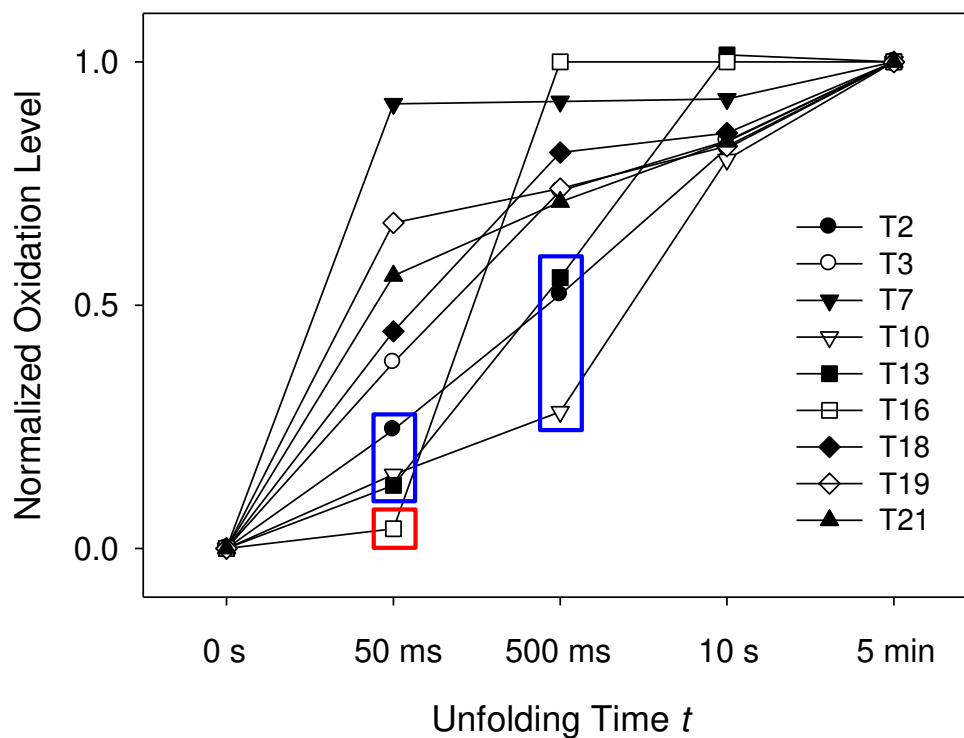 Normalized Oxidation Level
1.0
0.5
0.0
T2
T3
T7
T10
T13
T16
T18
T19
T21
0 s 50 ms 500 ms 10 s 5 min
Unfolding Time t